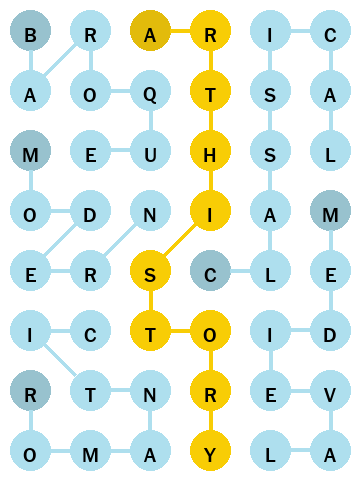 B R A R I C
A O Q T S A
M E U H S L
O D N I A M
E R S C L E
I C T O I D
R T N R E V
O M A Y L A